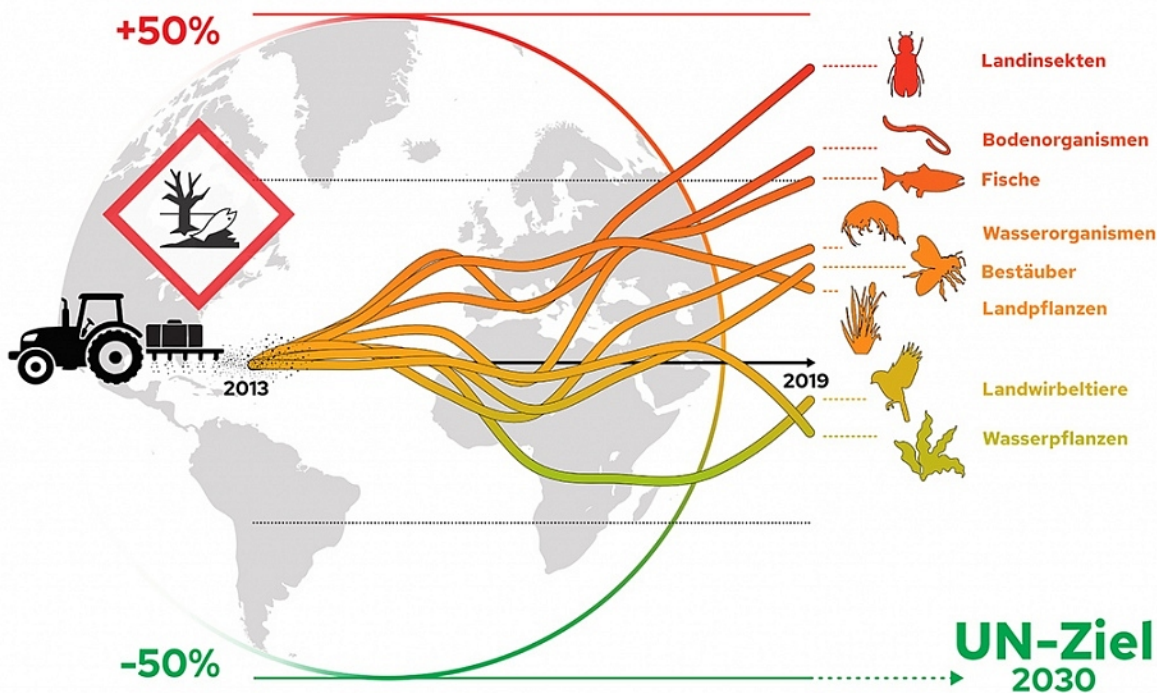 +50%
Landinsekten
Bodenorganismen
Fische
Wasserorganismen
Bestäuber
Landpflanzen
2013
2019
Landwirbeltiere
Wasserpflanzen
-50%
UN-Ziel
2030